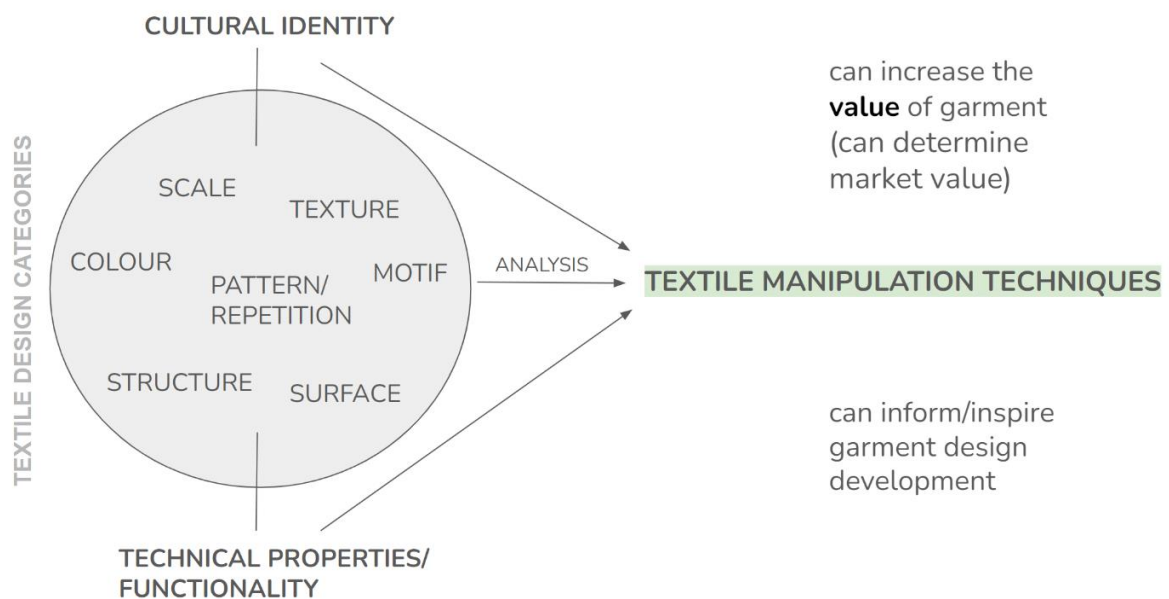 CULTURAL IDENTITY
TEXTILE DESIGN CATEGORIES
SCALE
TEXTURE
COLOUR
MOTIF
PATTERN/
REPETITION
STRUCTURE
SURFACE
TECHNICAL PROPERTIES/
FUNCTIONALITY
ANALYSIS
can increase the
value of garment
(can determine
market value)
TEXTILE MANIPULATION TECHNIQUES
can inform/inspire
garment design
development